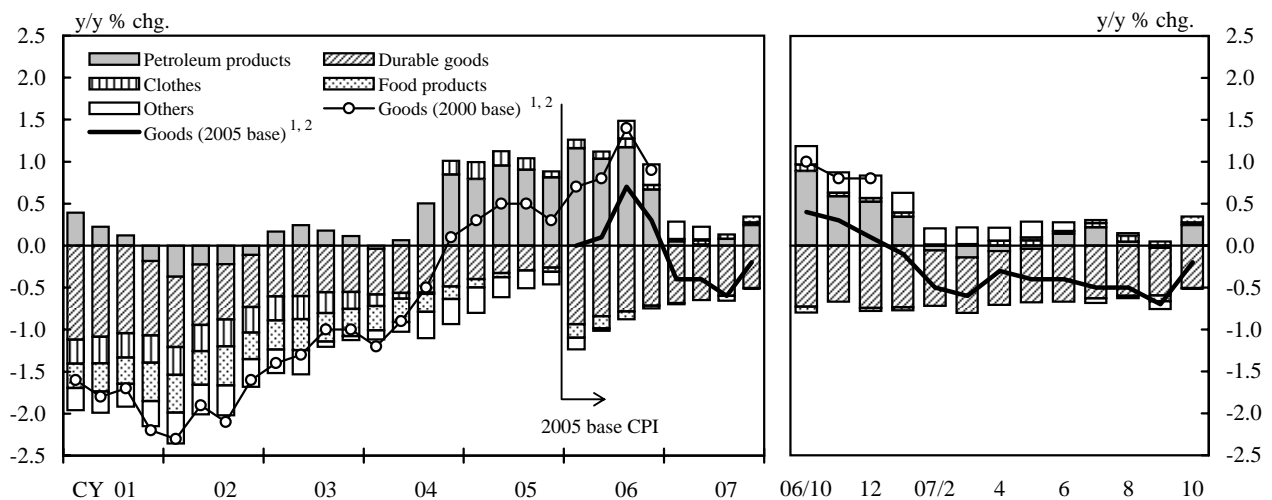 y/y % chg.
y/y % chg.
2.5
2.0
1.5
1.0
0.5
0.0
-0.5
-1.0
-1.5
-2.0
-2.5
Petroleum products
Durable goods
Clothes
Food products
Others
Goods (2000 base) 1, 2
Goods (2005 base) 1, 2
2005 base CPI
CY 01 02 03 04 05 06 07
2.5
2.0
1.5
1.0
0.5
0.0
-0.5
-1.0
-1.5
-2.0
-2.5
06/10 12 07/2 4 6 8 10